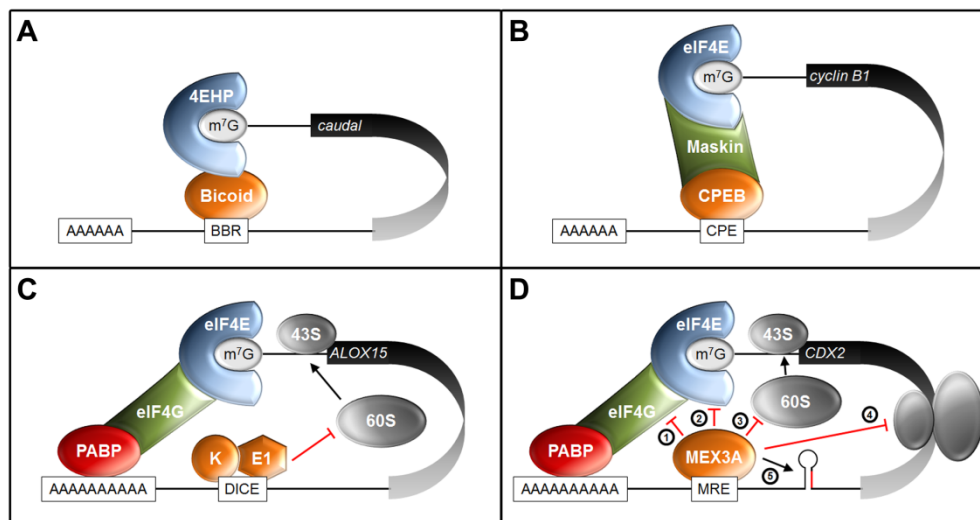 A
4EHP
m⁷G
caudal
Bicoid
AAAAAA
BBR
B
eIF4E
m⁷G
cyclin B1
Maskin
CPEB
AAAAAA
CPE
C
eIF4E
43S
m⁷G
ALOX15
eIF4G
60S
PABP
K
E1
AAAAAAAAAA
DICE
D
eIF4E
43S
m⁷G
CDX2
eIF4G
60S
1
2
3
4
PABP
MEX3A
5
AAAAAAAAAA
MRE